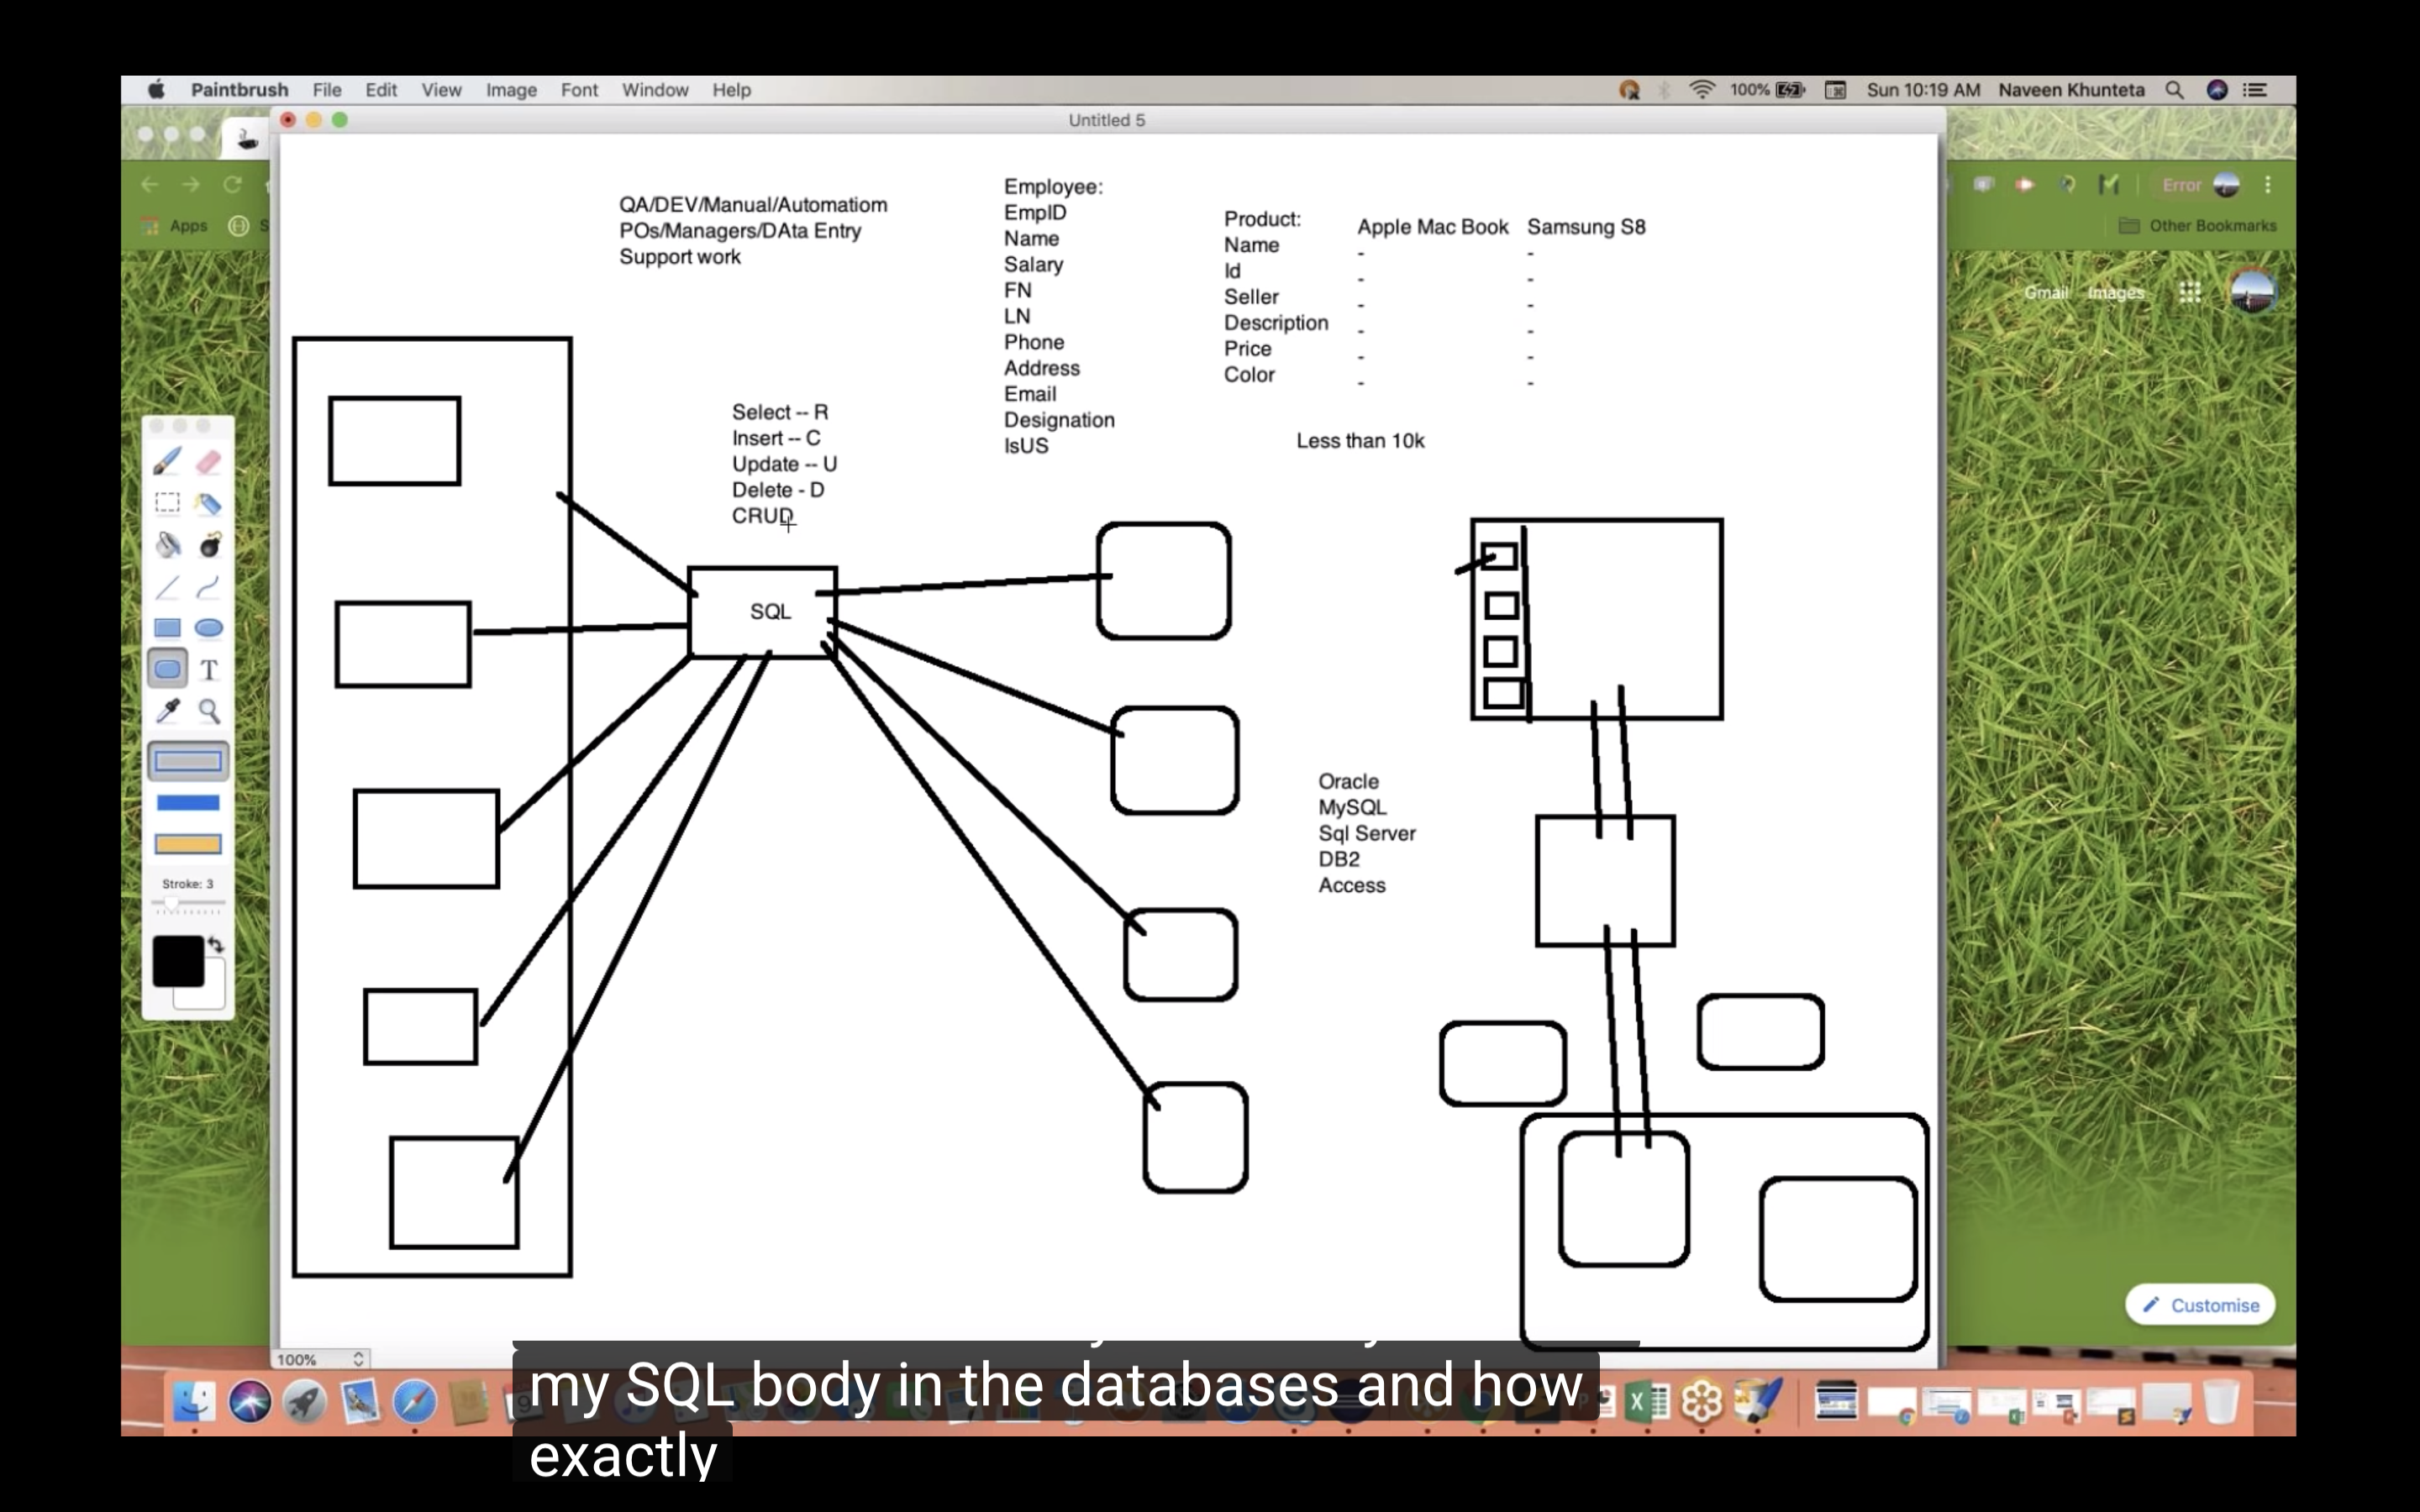 Paintbrush File Edit View Image Font Window Help
100% Sun 10:19 AM Naveen Khunteta
Untitled 5
Error
Apps
Other Bookmarks
Gmail Images
QA/DEV/Manual/Automatiom
POs/Managers/DAta Entry
Support work
Employee:
EmpID
Name
Salary
FN
LN
Phone
Address
Email
Designation
IsUS
Product: Apple Mac Book Samsung S8
Name - -
Id - -
Seller - -
Description - -
Price - -
Color - -
Less than 10k
Select -- R
Insert -- C
Update -- U
Delete - D
CRUD
SQL
Oracle
MySQL
Sql Server
DB2
Access
T
Stroke: 3
Customise
100%
my SQL body in the databases and how
exactly